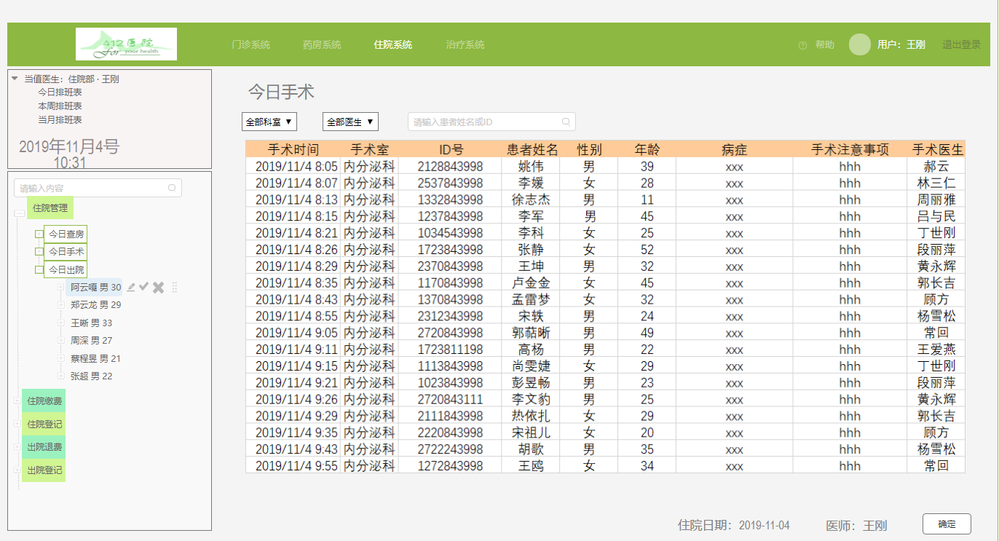 412医院
For your health
门诊系统 药房系统 住院系统 治疗系统 帮助 用户：王刚 退出登录
当值医生：住院部 · 王刚
今日排班表
本周排班表
当月排班表
2019年11月4号
10:31
请输入内容
住院管理
今日查房
今日手术
今日出院
阿云嘎 男 30
郑云龙 男 29
王晰 男 33
周深 男 27
蔡程昱 男 21
张超 男 22
住院缴费
住院登记
出院退费
出院登记
今日手术
全部科室 ▼ 全部医生 ▼ 请输入患者姓名或ID
手术时间 手术室 ID号 患者姓名 性别 年龄 病症 手术注意事项 手术医生
2019/11/4 8:05 内分泌科 2128843998 姚伟 男 39 xxx hhh 郝云
2019/11/4 8:07 内分泌科 2537843998 李媛 女 28 xxx hhh 林三仁
2019/11/4 8:13 内分泌科 1332843998 徐志杰 男 11 xxx hhh 周丽雅
2019/11/4 8:15 内分泌科 1237843998 李军 男 45 xxx hhh 吕与民
2019/11/4 8:21 内分泌科 1034543998 李科 女 25 xxx hhh 丁世刚
2019/11/4 8:26 内分泌科 1723843998 张静 女 52 xxx hhh 段丽萍
2019/11/4 8:29 内分泌科 2370843998 王坤 男 32 xxx hhh 黄永辉
2019/11/4 8:35 内分泌科 1170843998 卢金金 女 45 xxx hhh 郭长吉
2019/11/4 8:43 内分泌科 1370843998 孟雷梦 女 32 xxx hhh 顾方
2019/11/4 8:55 内分泌科 2312343998 宋轶 男 24 xxx hhh 杨雪松
2019/11/4 9:05 内分泌科 2720843998 郭萜晰 男 49 xxx hhh 常回
2019/11/4 9:11 内分泌科 1723811198 高杨 男 22 xxx hhh 王爱燕
2019/11/4 9:15 内分泌科 1113843998 尚雯婕 女 29 xxx hhh 丁世刚
2019/11/4 9:21 内分泌科 1023843998 彭昱畅 男 23 xxx hhh 段丽萍
2019/11/4 9:26 内分泌科 2720843111 李文豹 男 25 xxx hhh 黄永辉
2019/11/4 9:29 内分泌科 2111843998 热依扎 女 29 xxx hhh 郭长吉
2019/11/4 9:35 内分泌科 2220843998 宋祖儿 女 20 xxx hhh 顾方
2019/11/4 9:43 内分泌科 2722243998 胡歌 男 35 xxx hhh 杨雪松
2019/11/4 9:55 内分泌科 1272843998 王鸥 女 34 xxx hhh 常回
住院日期：2019-11-04 医师：王刚 确定